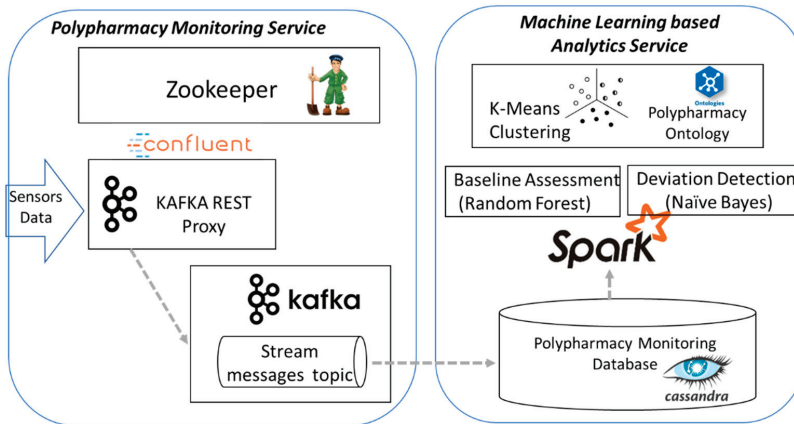 Polypharmacy Monitoring Service
Zookeeper
confluent
Sensors
Data
KAFKA REST
Proxy
kafka
Stream
messages topic
Machine Learning based
Analytics Service
K-Means
Clustering
Ontologies
Polypharmacy
Ontology
Baseline Assessment
(Random Forest)
Deviation Detection
(Naïve Bayes)
Spark
Polypharmacy Monitoring
Database
cassandra